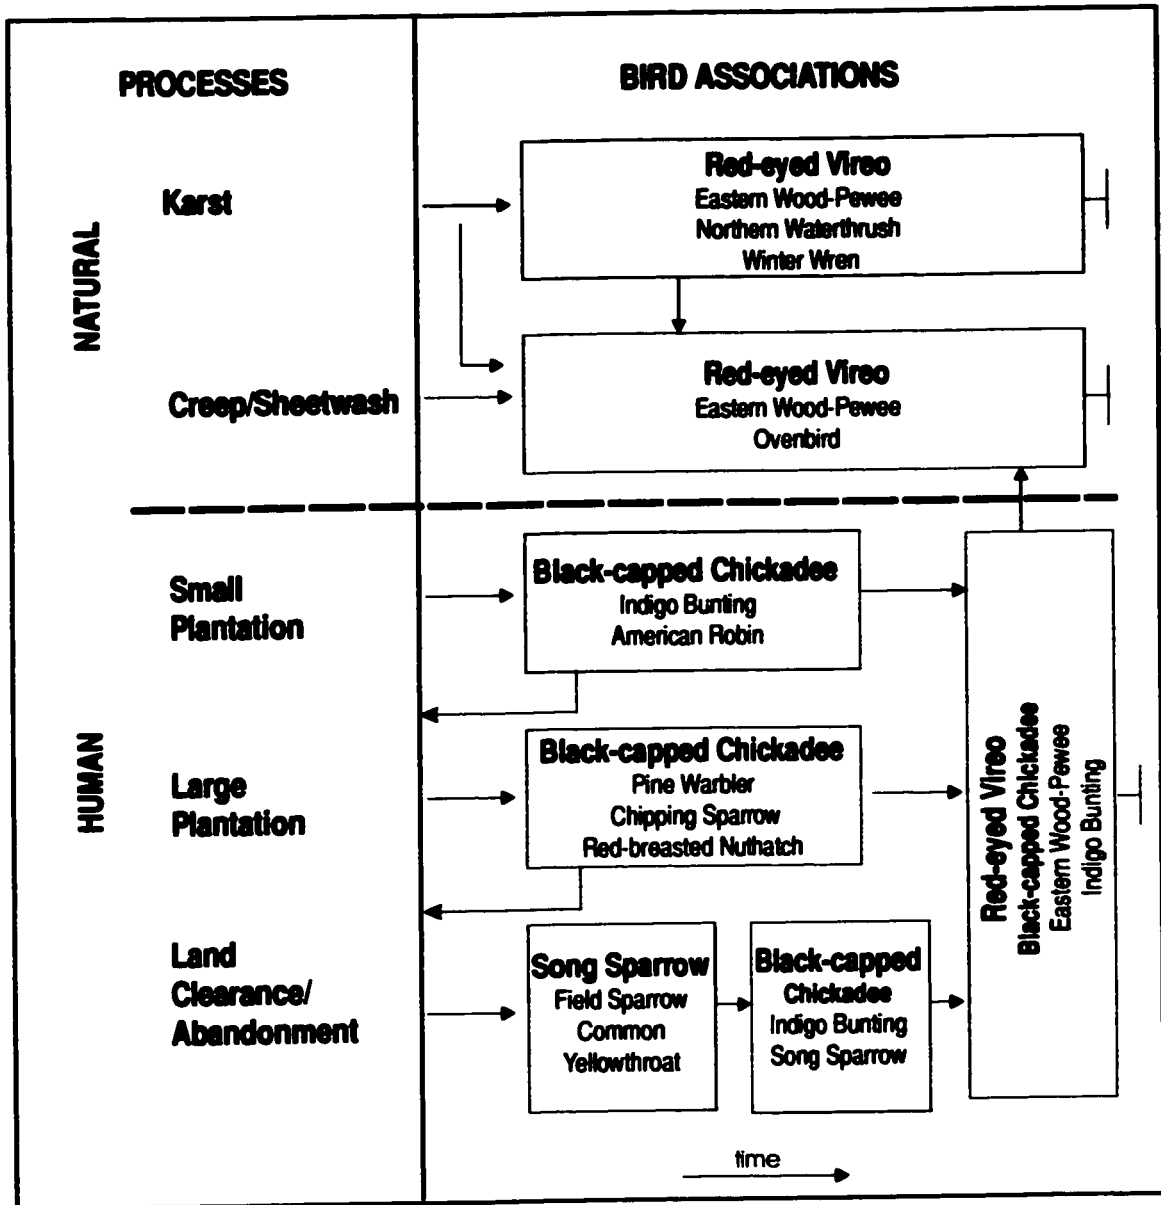 PROCESSES
BIRD ASSOCIATIONS
NATURAL
Karst
Red-eyed Vireo
Eastern Wood-Pewee
Northern Waterthrush
Winter Wren
Creep/Sheetwash
Red-eyed Vireo
Eastern Wood-Pewee
Ovenbird
HUMAN
Small
Plantation
Black-capped Chickadee
Indigo Bunting
American Robin
Large
Plantation
Black-capped Chickadee
Pine Warbler
Chipping Sparrow
Red-breasted Nuthatch
Land
Clearance/
Abandonment
Song Sparrow
Field Sparrow
Common
Yellowthroat
Black-capped
Chickadee
Indigo Bunting
Song Sparrow
Red-eyed Vireo
Black-capped Chickadee
Eastern Wood-Pewee
Indigo Bunting
time